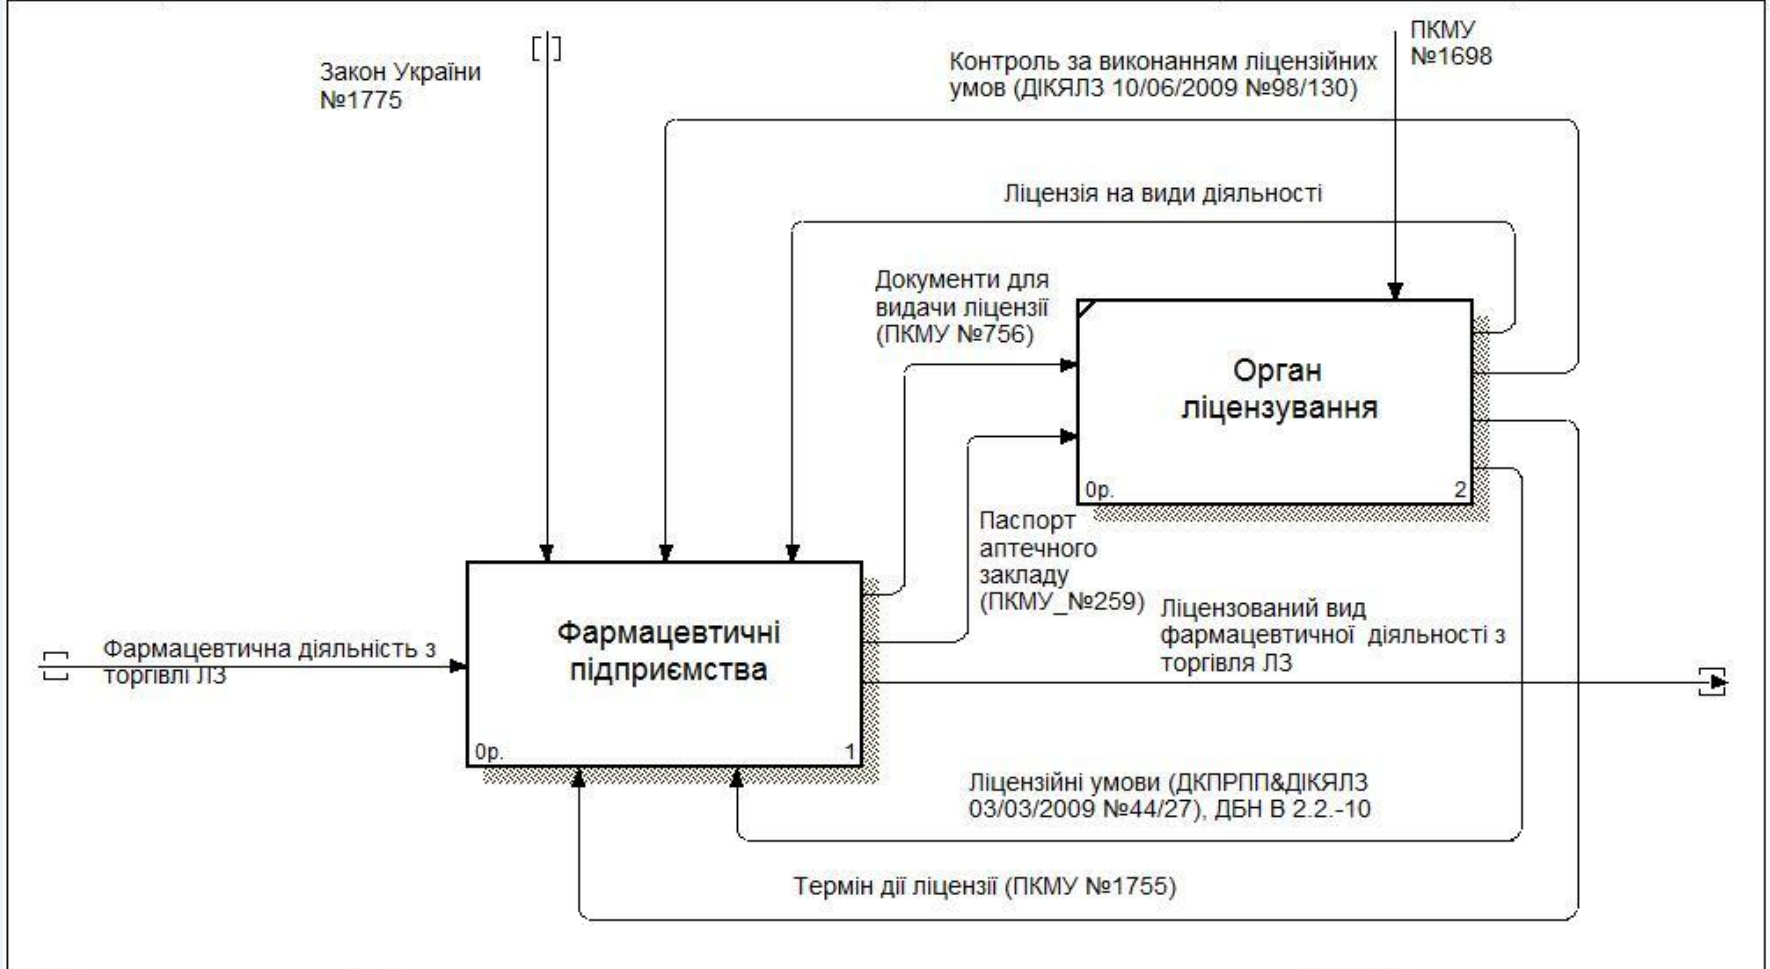 Закон України
№1775
Контроль за виконанням ліцензійних
умов (ДІКЯЛЗ 10/06/2009 №98/130)
ПКМУ
№1698
Ліцензія на види діяльності
Документи для
видачи ліцензії
(ПКМУ №756)
Орган
ліцензування
0р.
2
Паспорт
аптечного
закладу
(ПКМУ_№259)
Фармацевтичні
підприємства
0р.
1
Фармацевтична діяльність з
торгівлі ЛЗ
Ліцензований вид
фармацевтичної діяльності з
торгівля ЛЗ
Ліцензійні умови (ДКПРПП&ДІКЯЛЗ
03/03/2009 №44/27), ДБН В 2.2.-10
Термін дії ліцензії (ПКМУ №1755)